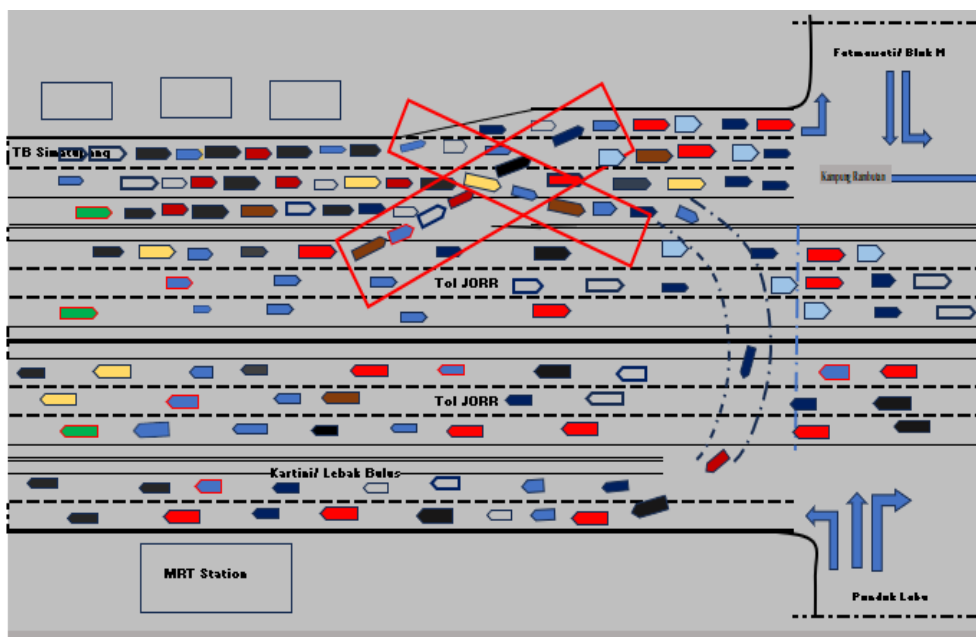 Fatmawati/ Blok M
TB Simatupang
Kampung Rambutan
Tol JORR
Tol JORR
Kartini/ Lebak Bulus
MRT Station
Pondok Labu